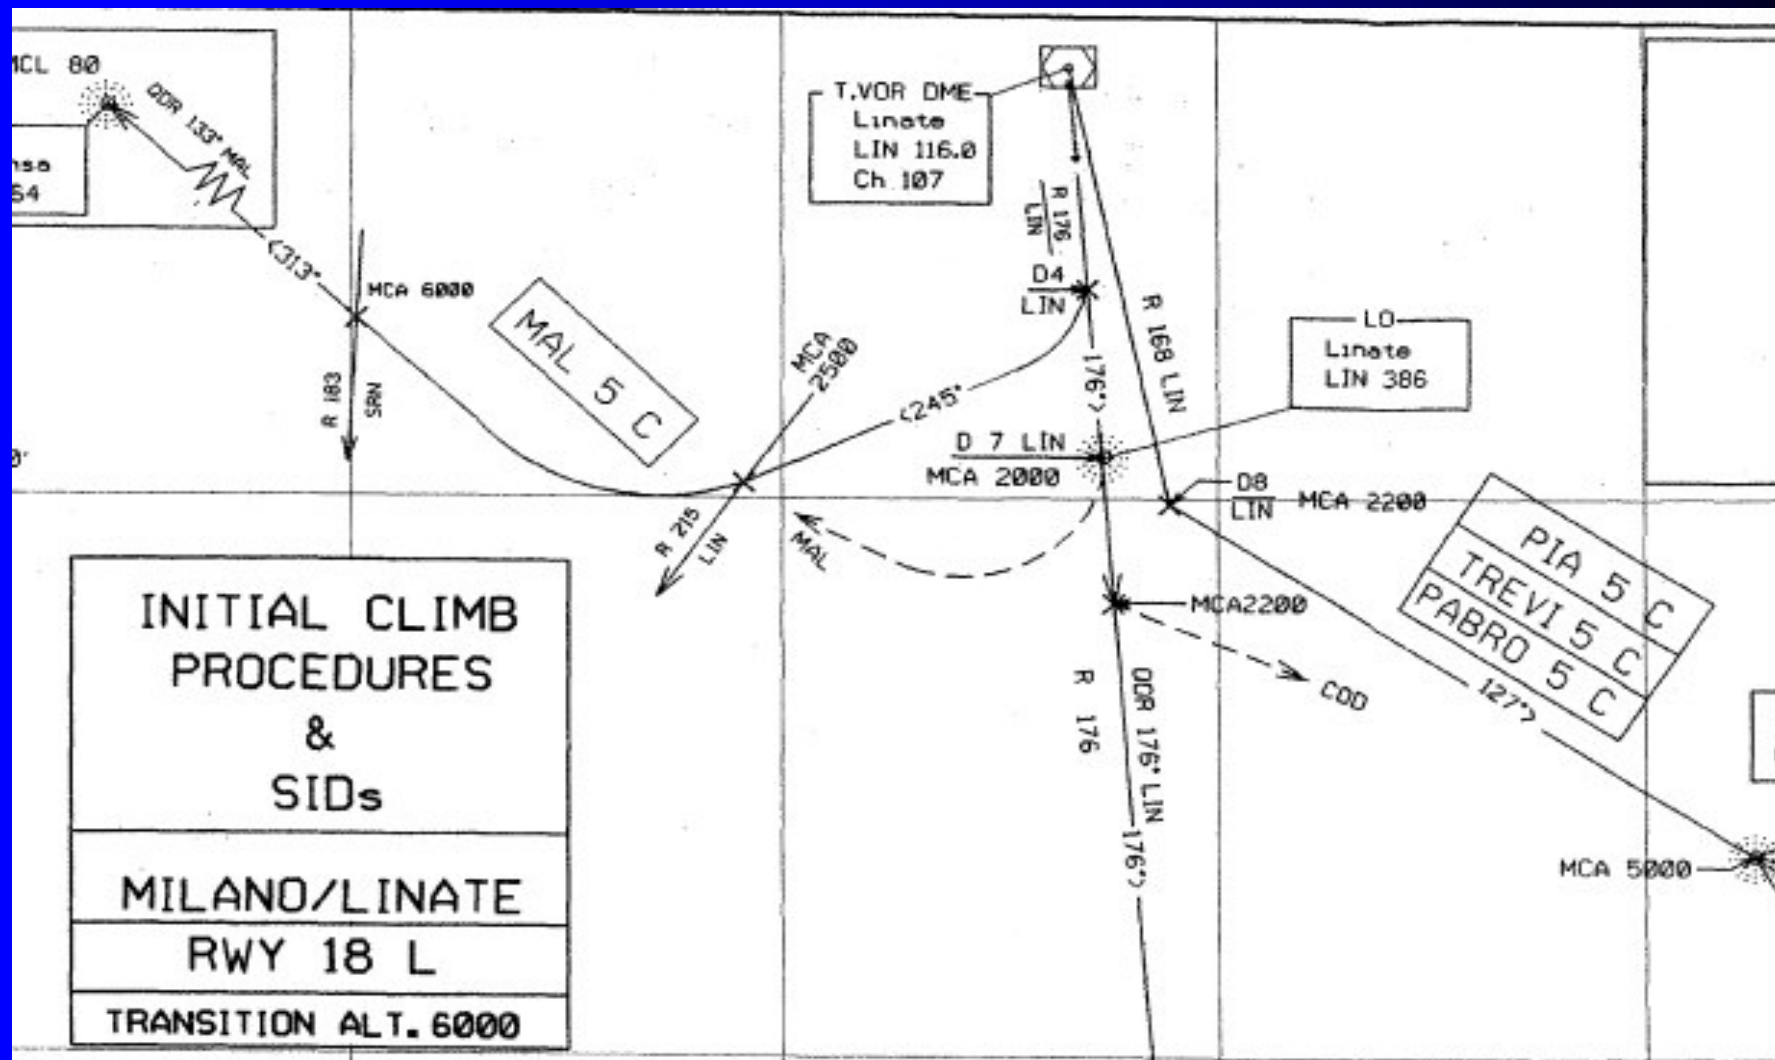 MCL 80
QDR 133° MAL
64
<313°
MCA 6000
R 183
SRN
MAL 5 C
MCA
2500
R 215
LIN
<245°
T.VOR DME
Linate
LIN 116.0
Ch 107
R 176
LIN
D4
LIN
176°>
R 168 LIN
LO
Linate
LIN 386
D 7 LIN
MCA 2000
MAL
D8
LIN
MCA 2200
MCA2200
COD
PIA 5 C
TREVI 5 C
PABRO 5 C
127°>
R 176
QDR 176° LIN
176°>
MCA 5000
INITIAL CLIMB
PROCEDURES
&
SIDs
MILANO/LINATE
RWY 18 L
TRANSITION ALT. 6000